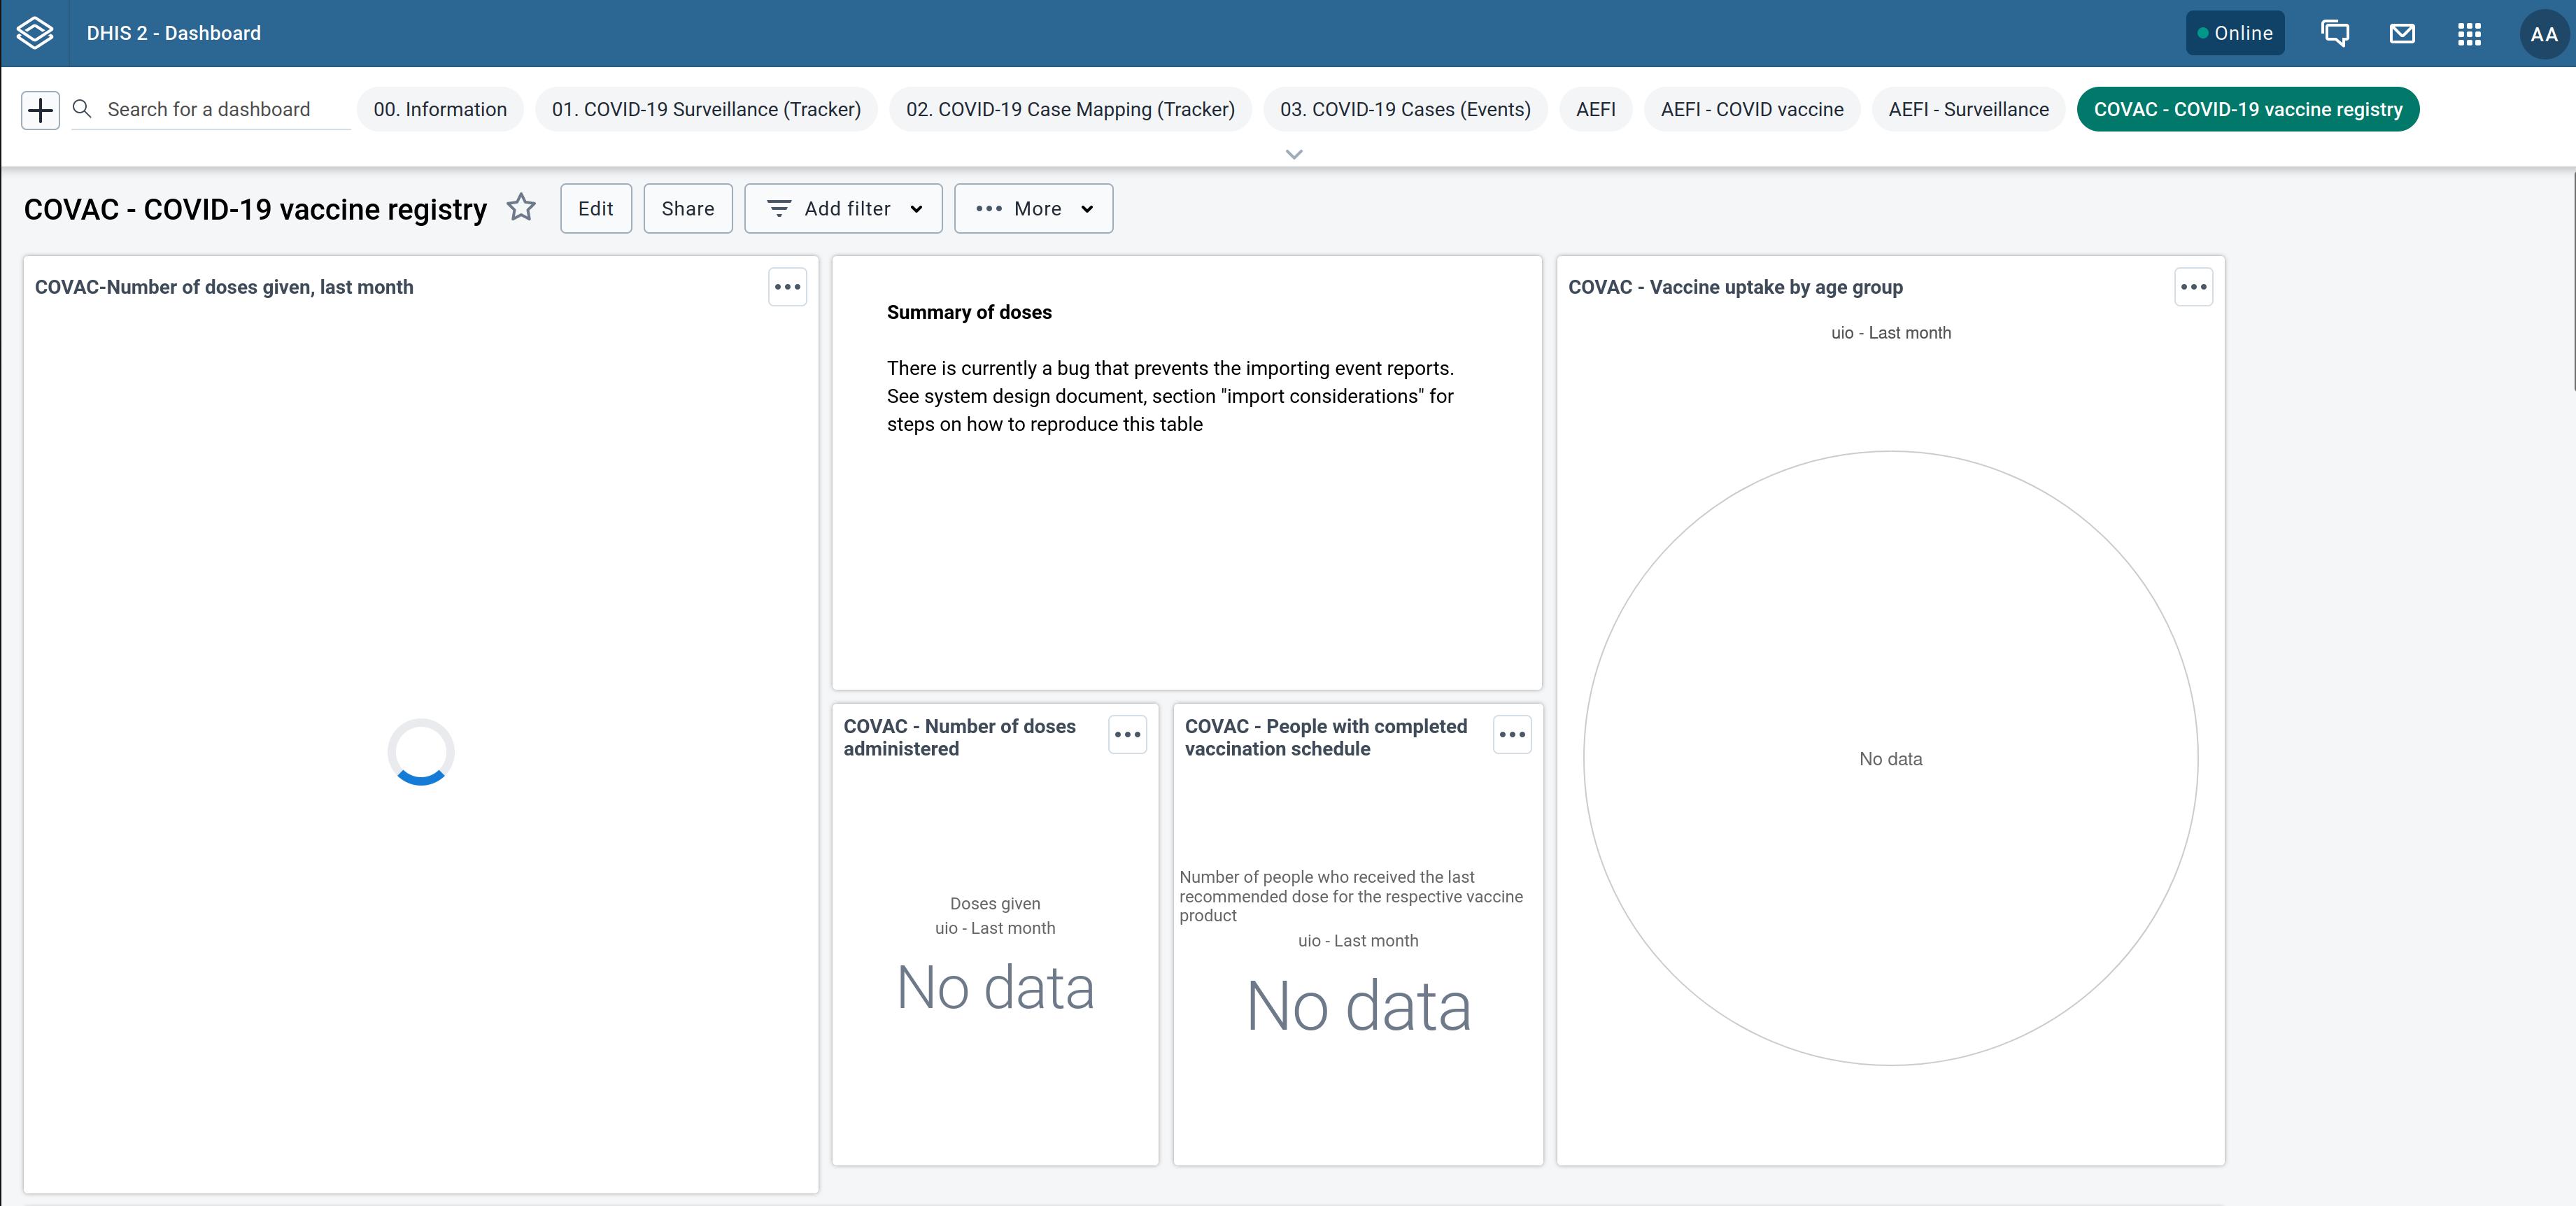 DHIS 2 - Dashboard
Online
AA
Search for a dashboard
00. Information
01. COVID-19 Surveillance (Tracker)
02. COVID-19 Case Mapping (Tracker)
03. COVID-19 Cases (Events)
AEFI
AEFI - COVID vaccine
AEFI - Surveillance
COVAC - COVID-19 vaccine registry
COVAC - COVID-19 vaccine registry
Edit
Share
Add filter
More
COVAC-Number of doses given, last month
Summary of doses
There is currently a bug that prevents the importing event reports.
See system design document, section "import considerations" for
steps on how to reproduce this table
COVAC - Number of doses
administered
Doses given
uio - Last month
No data
COVAC - People with completed
vaccination schedule
Number of people who received the last
recommended dose for the respective vaccine
product
uio - Last month
No data
COVAC - Vaccine uptake by age group
uio - Last month
No data